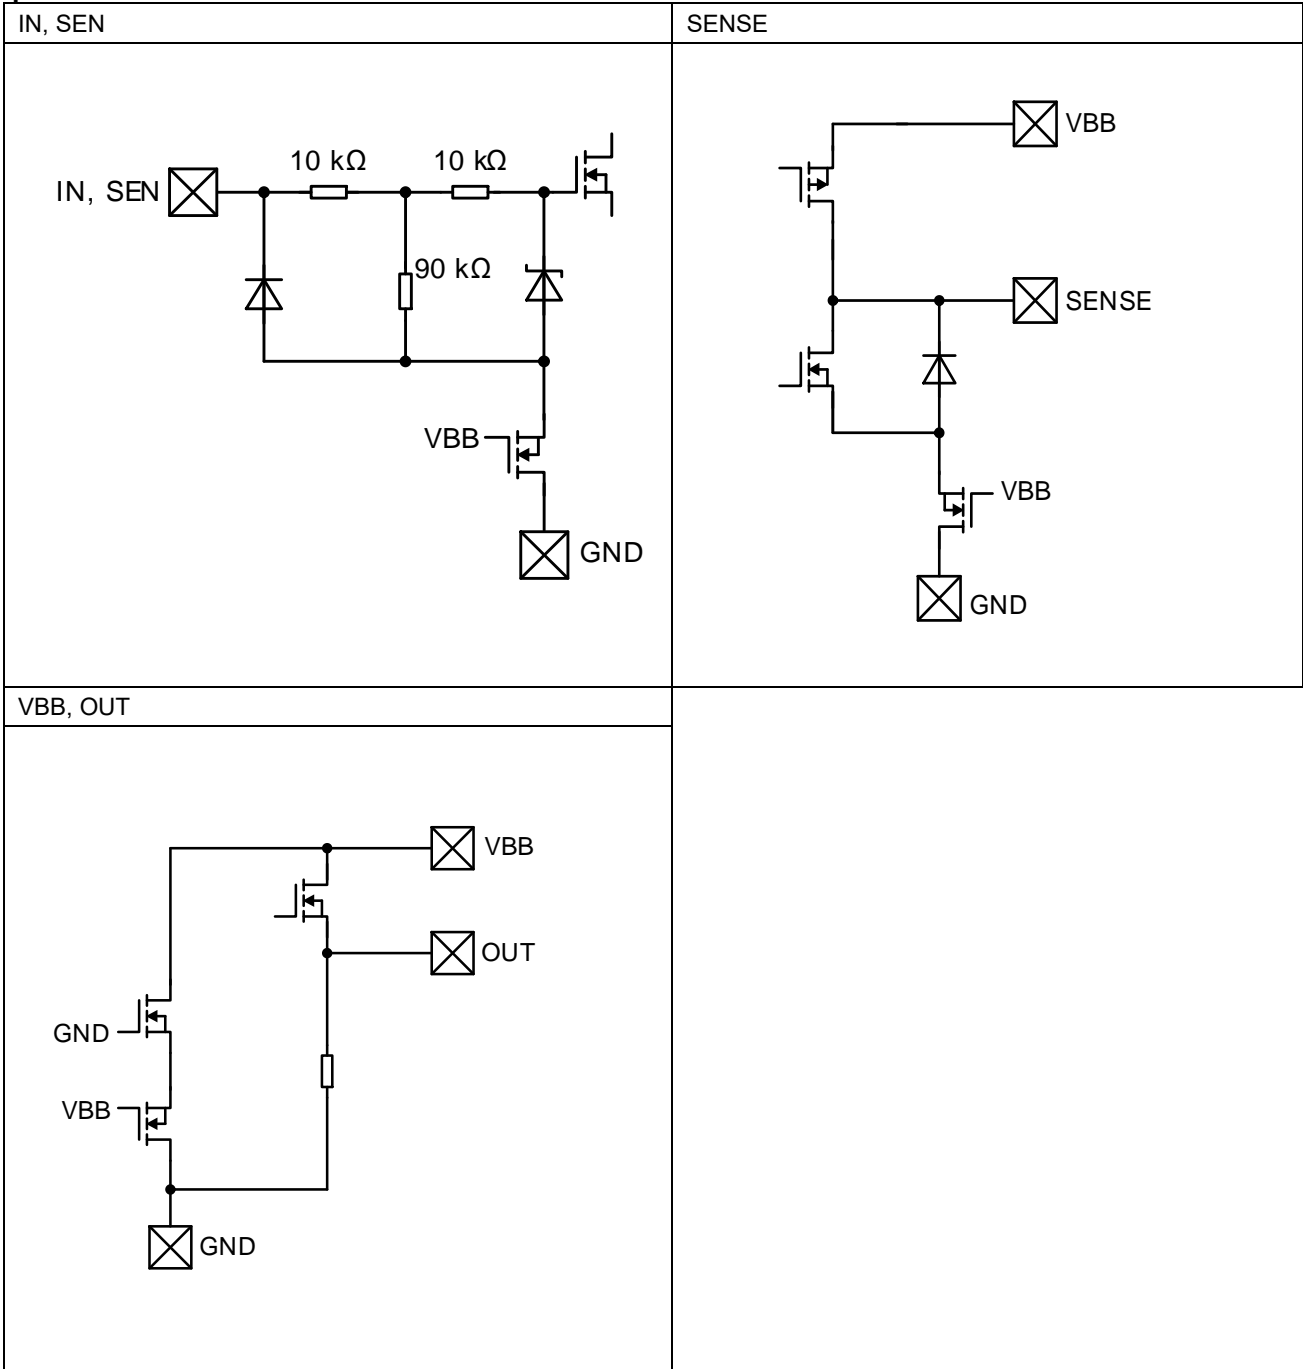 IN, SEN
SENSE
10 kΩ
10 kΩ
IN, SEN
90 kΩ
VBB
GND
VBB
SENSE
VBB
GND
VBB, OUT
VBB
OUT
GND
VBB
GND